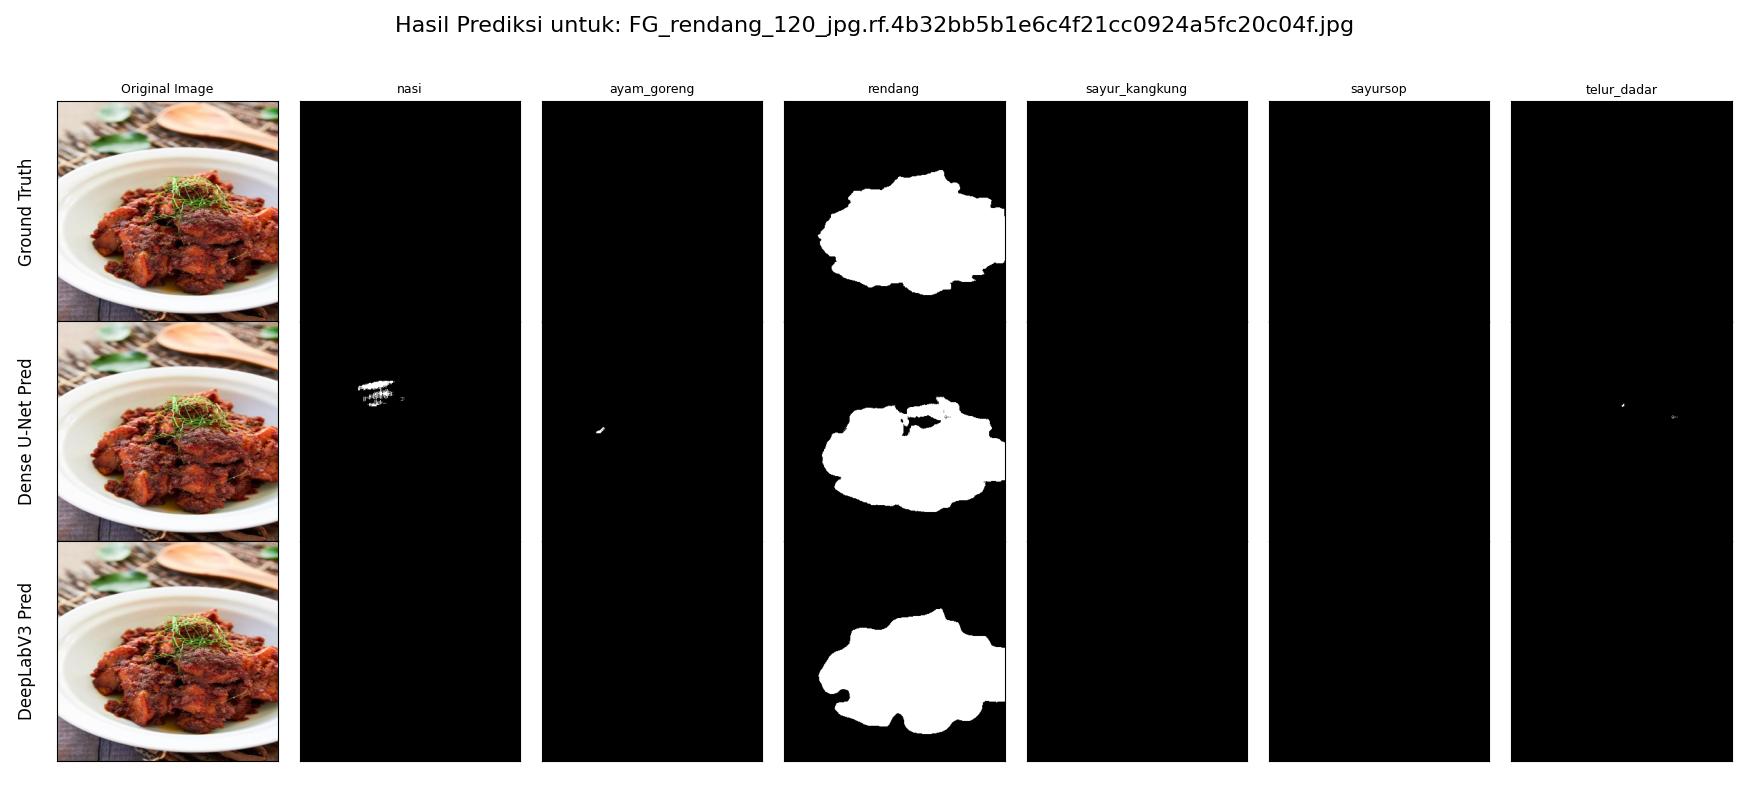 Hasil Prediksi untuk: FG_rendang_120_jpg.rf.4b32bb5b1e6c4f21cc0924a5fc20c04f.jpg
Original Image
nasi
ayam_goreng
rendang
sayur_kangkung
sayursop
telur_dadar
Ground Truth
Dense U-Net Pred
DeepLabV3 Pred